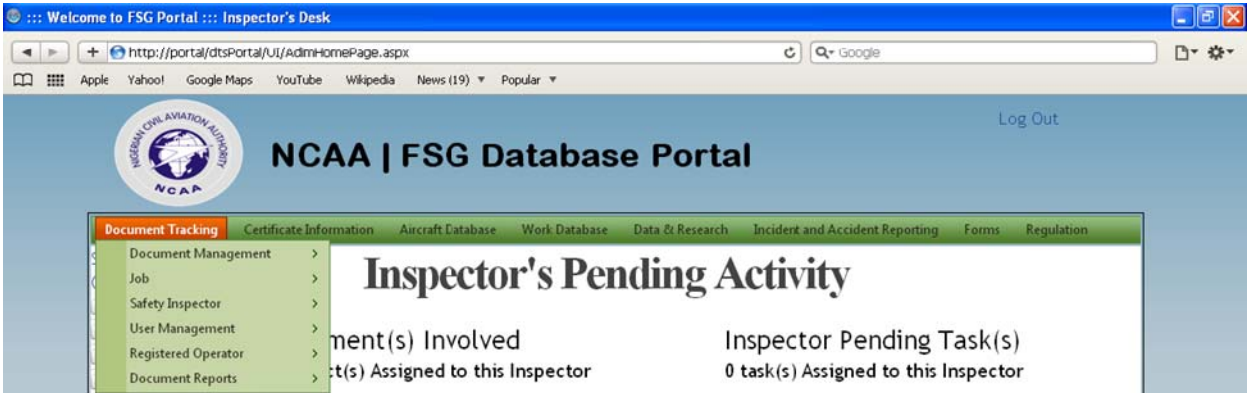 ::: Welcome to FSG Portal ::: Inspector's Desk
http://portal/dtsPortal/UI/AdimHomePage.aspx
Google
Apple Yahoo! Google Maps YouTube Wikipedia News (19) Popular
NIGERIAN CIVIL AVIATION AUTHORITY
NCAA
NCAA | FSG Database Portal
Log Out
Document Tracking Certificate Information Aircraft Database Work Database Data & Research Incident and Accident Reporting Forms Regulation
Document Management >
Job >
Safety Inspector >
User Management >
Registered Operator >
Document Reports >
Inspector's Pending Activity
ment(s) Involved
ct(s) Assigned to this Inspector
Inspector Pending Task(s)
0 task(s) Assigned to this Inspector